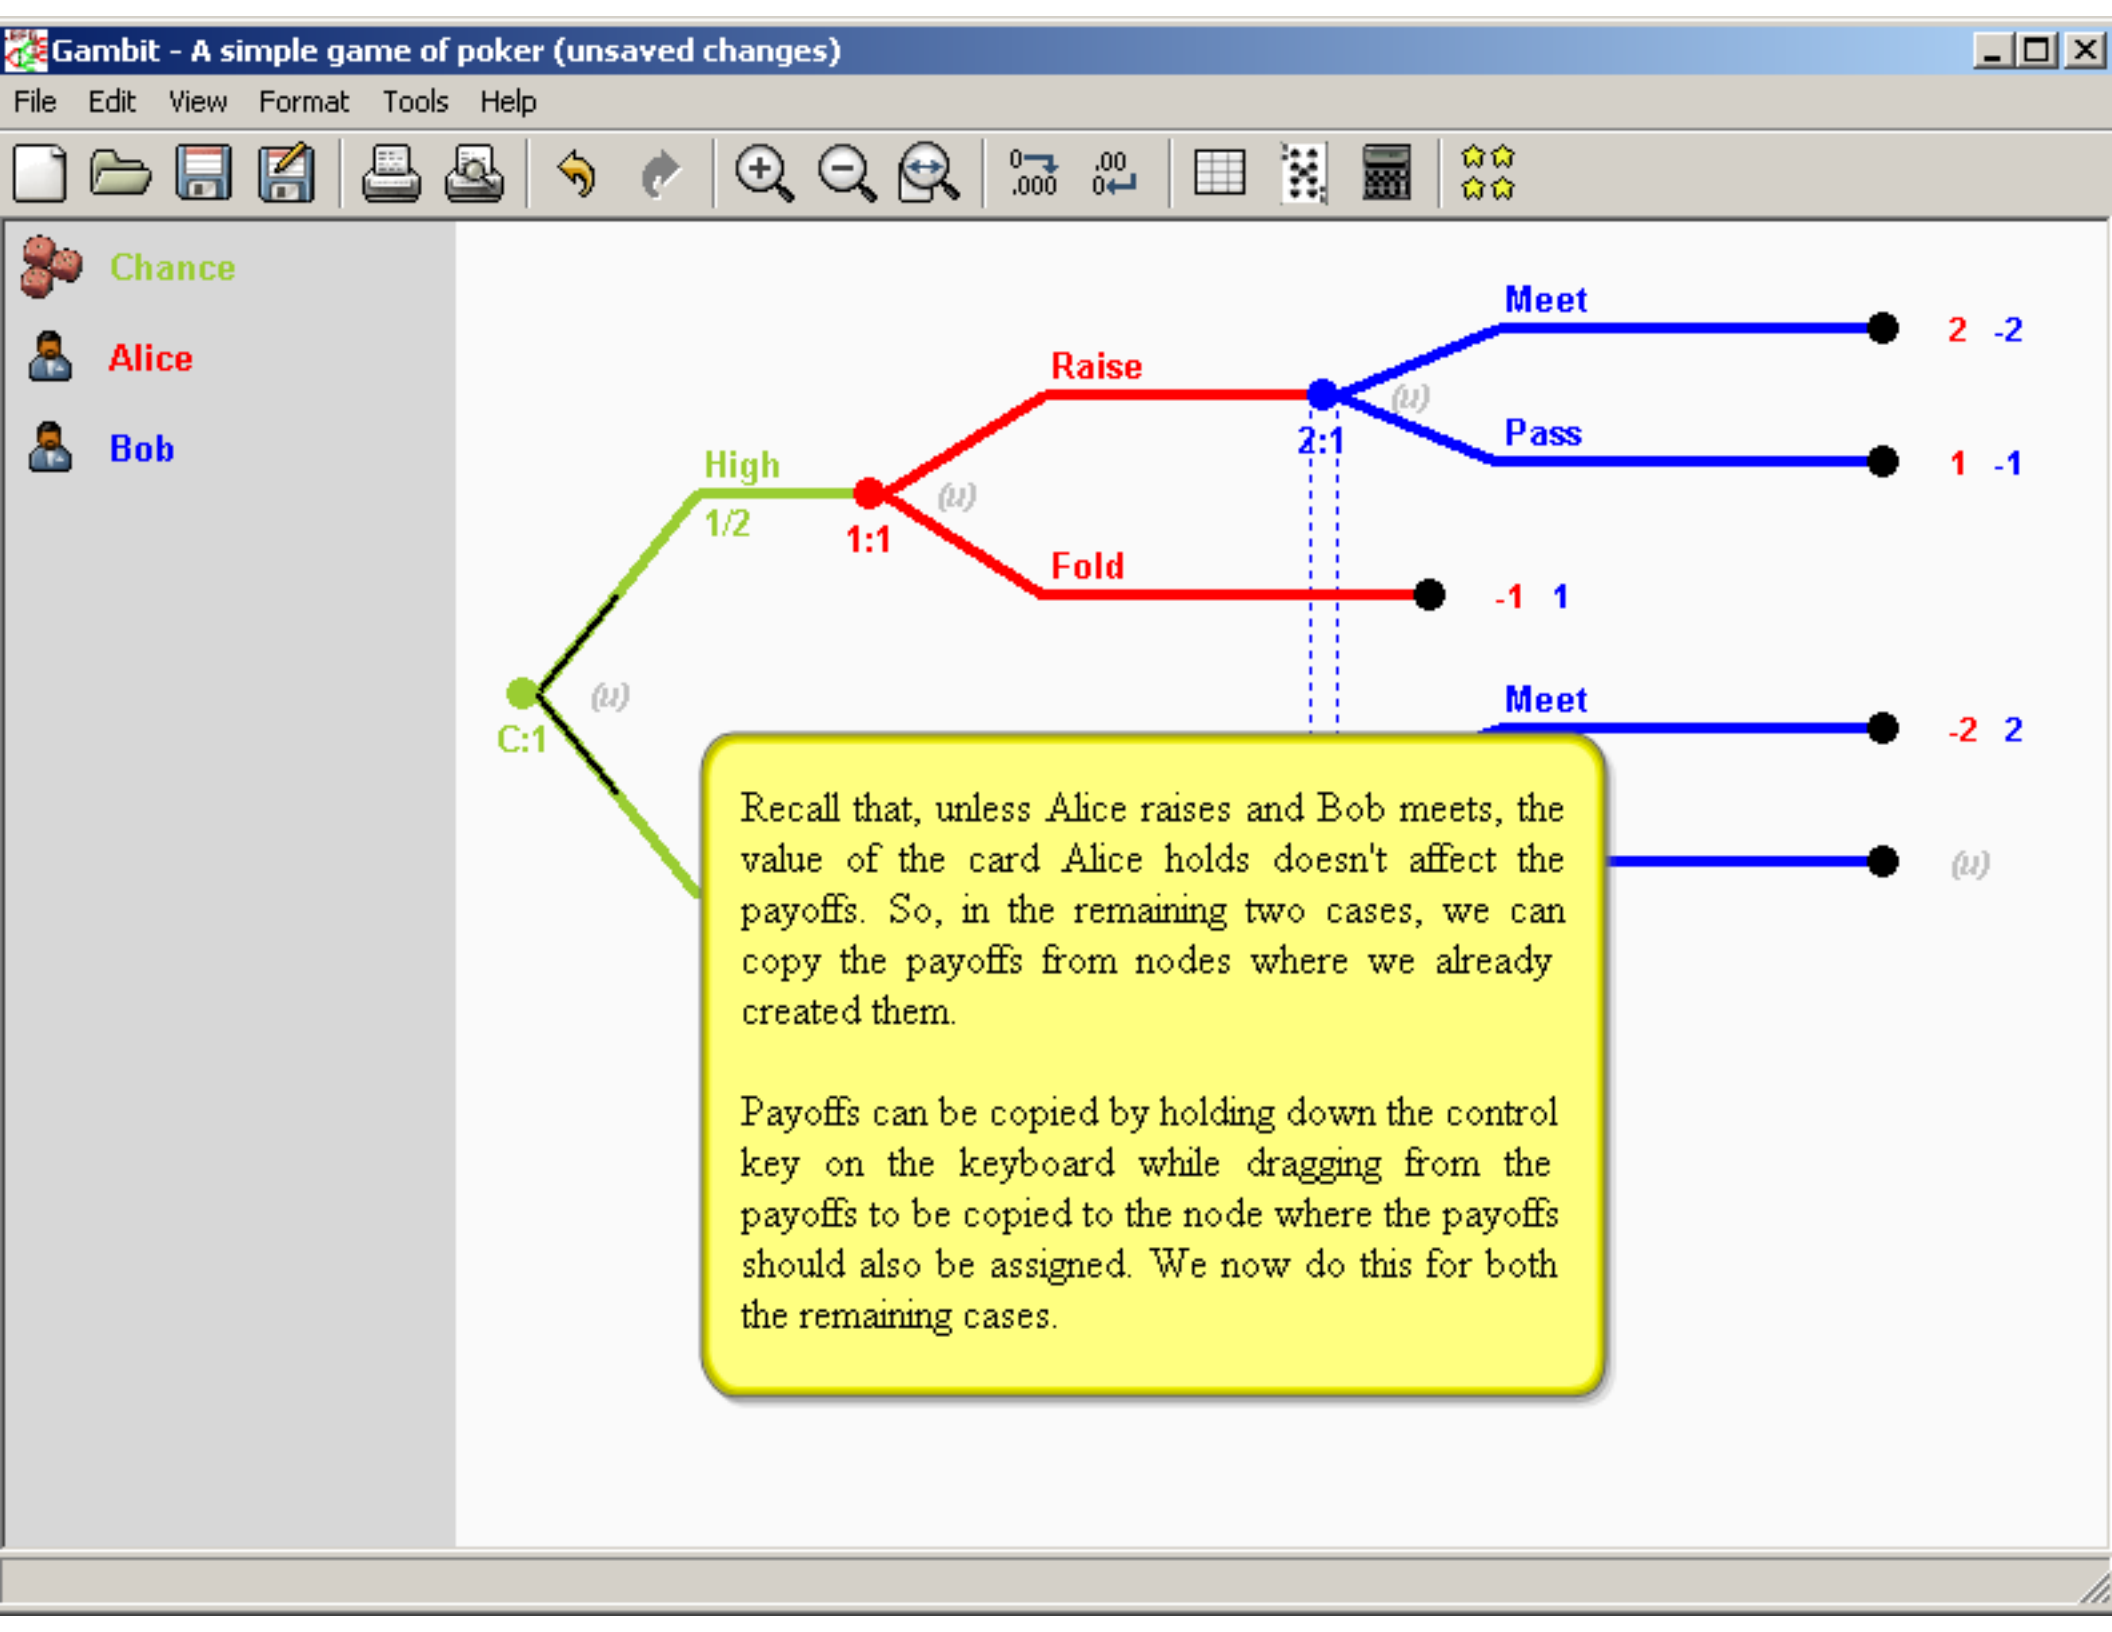 Gambit - A simple game of poker (unsaved changes)
File Edit View Format Tools Help
0 .000 .00 0
Chance
Alice
Bob
Meet
2 -2
Raise
(u)
2:1
Pass
1 -1
High
1/2
(u)
1:1
Fold
-1 1
(u)
C:1
Meet
-2 2
(u)
Recall that, unless Alice raises and Bob meets, the
value of the card Alice holds doesn't affect the
payoffs. So, in the remaining two cases, we can
copy the payoffs from nodes where we already
created them.
Payoffs can be copied by holding down the control
key on the keyboard while dragging from the
payoffs to be copied to the node where the payoffs
should also be assigned. We now do this for both
the remaining cases.